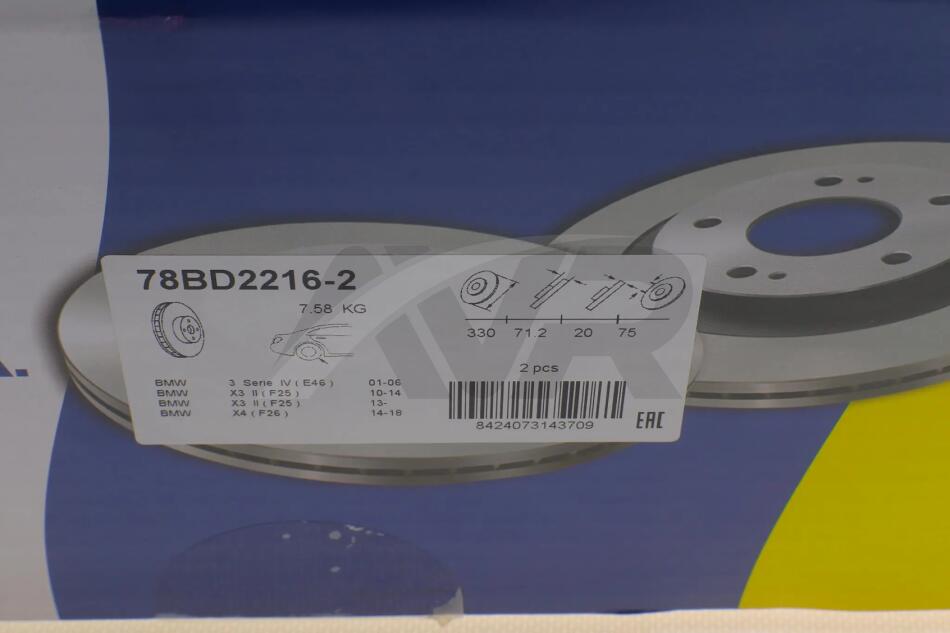 78BD2216-2
7.58 KG
330 71.2 20 75
2 pcs
BMW 3 Serie IV ( E46 ) 01-06
BMW X3 II ( F25 ) 10-14
BMW X3 II ( F25 ) 13-
BMW X4 ( F26 ) 14-18
8424073143709
EAC
AVR
A.